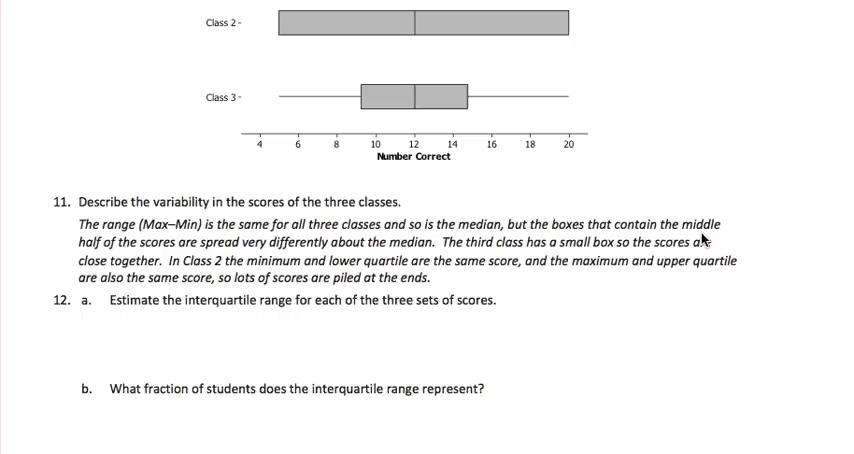 Class 2
Class 3
4 6 8 10 12 14 16 18 20
Number Correct
11. Describe the variability in the scores of the three classes.
The range (Max–Min) is the same for all three classes and so is the median, but the boxes that contain the middle
half of the scores are spread very differently about the median. The third class has a small box so the scores
close together. In Class 2 the minimum and lower quartile are the same score, and the maximum and upper quartile
are also the same score, so lots of scores are piled at the ends.
12. a. Estimate the interquartile range for each of the three sets of scores.
b. What fraction of students does the interquartile range represent?